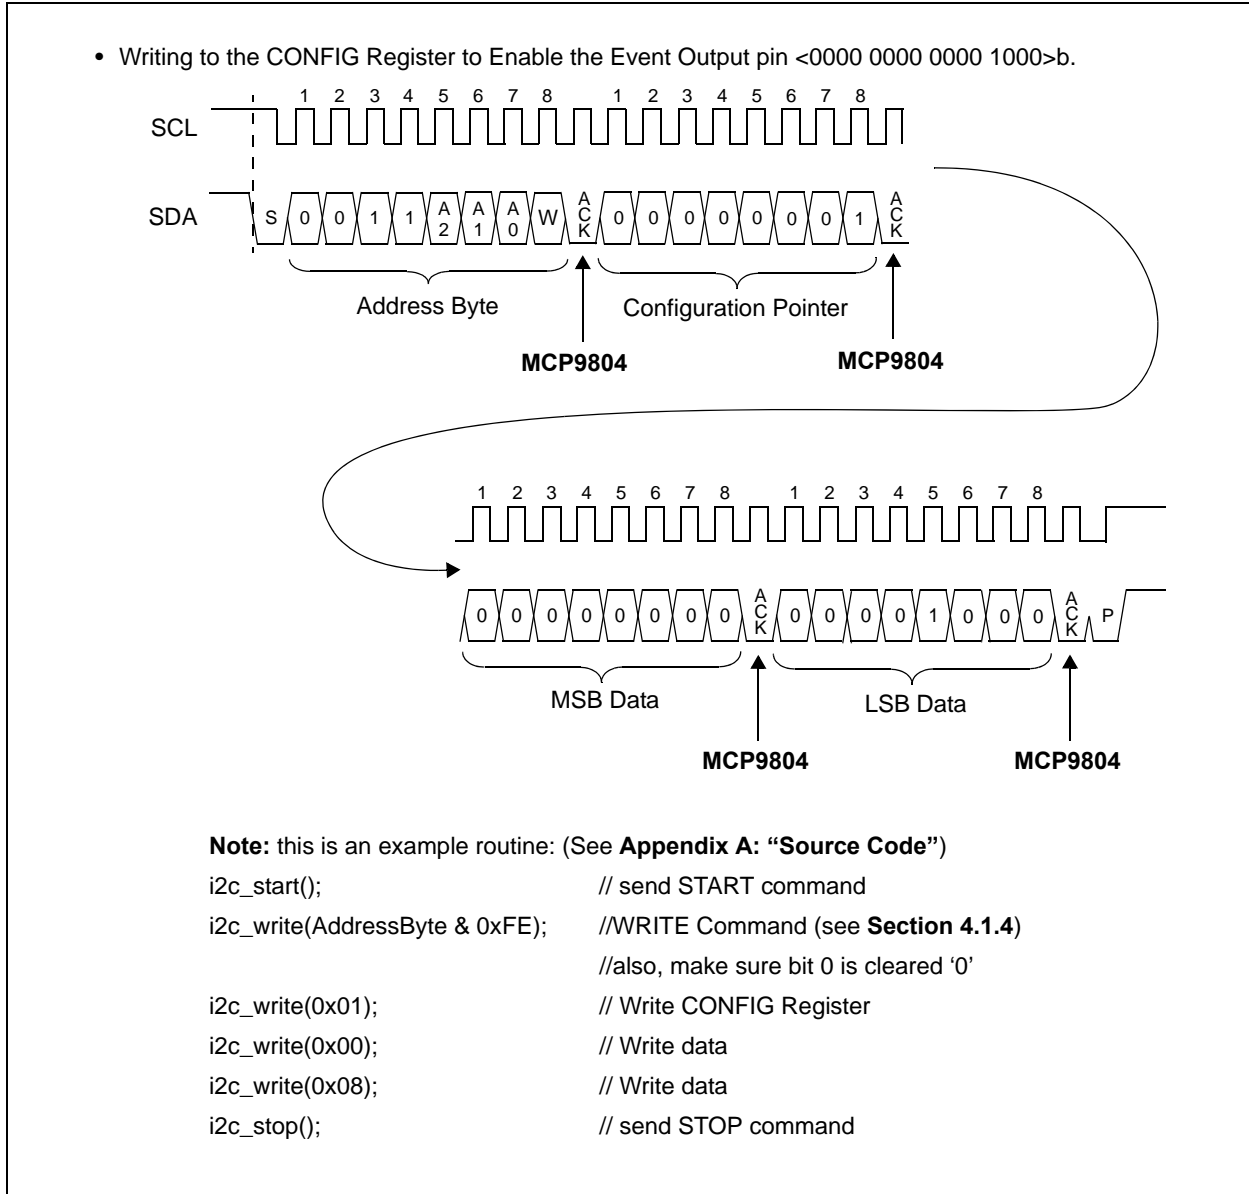 • Writing to the CONFIG Register to Enable the Event Output pin <0000 0000 0000 1000>b.
1 2 3 4 5 6 7 8 1 2 3 4 5 6 7 8
SCL
SDA S 0 0 1 1 A2 A1 A0 W ACK 0 0 0 0 0 0 0 1 ACK
Address Byte Configuration Pointer
MCP9804 MCP9804
1 2 3 4 5 6 7 8 1 2 3 4 5 6 7 8
0 0 0 0 0 0 0 0 ACK 0 0 0 0 1 0 0 0 ACK P
MSB Data LSB Data
MCP9804 MCP9804
Note: this is an example routine: (See Appendix A: “Source Code”)
i2c_start(); // send START command
i2c_write(AddressByte & 0xFE); //WRITE Command (see Section 4.1.4)
//also, make sure bit 0 is cleared ‘0’
i2c_write(0x01); // Write CONFIG Register
i2c_write(0x00); // Write data
i2c_write(0x08); // Write data
i2c_stop(); // send STOP command